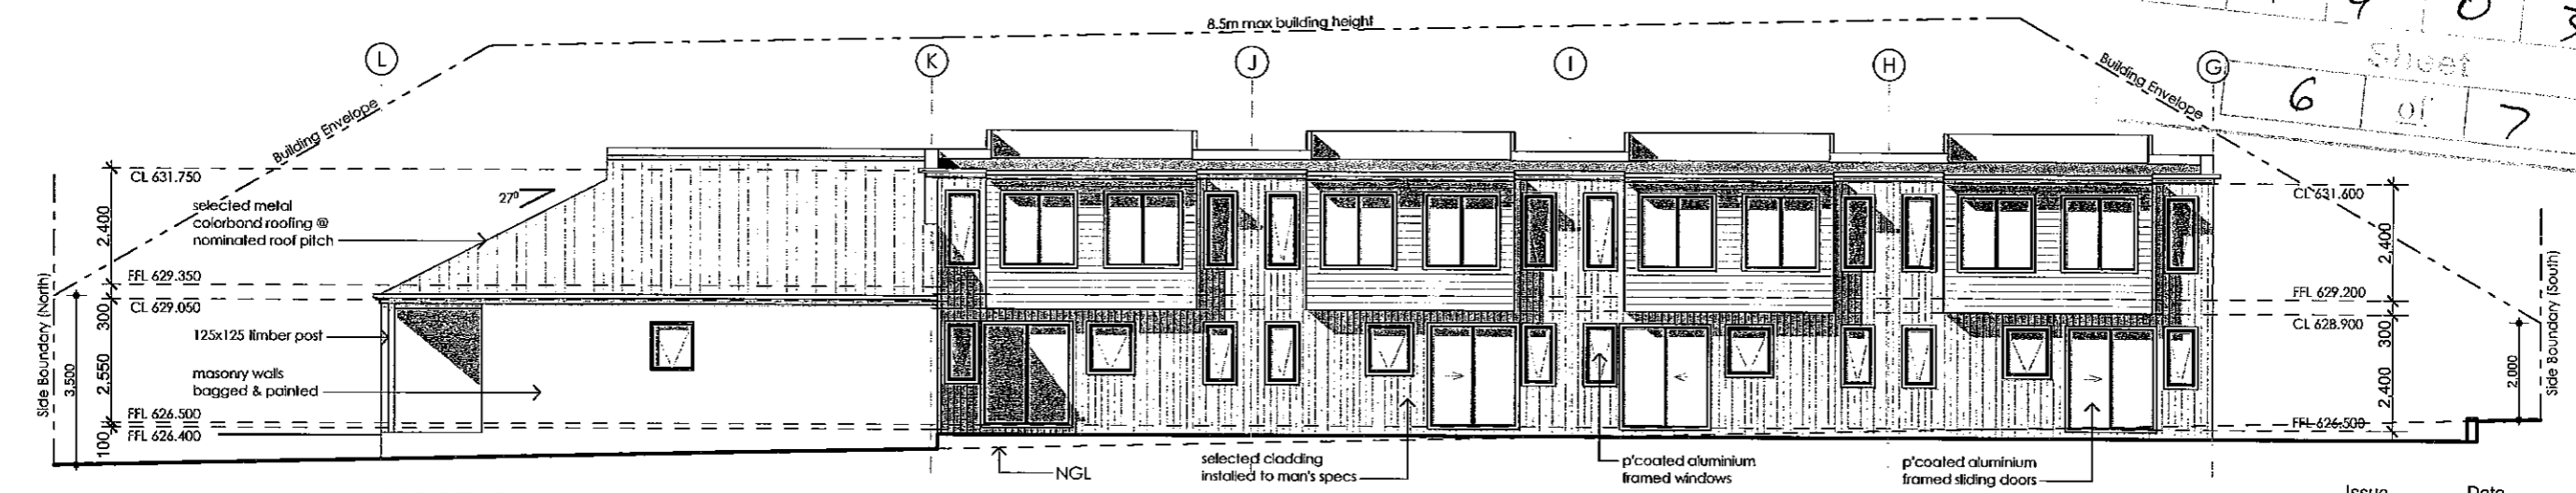 8.5m max building height
9 0 3
Sheet
6 of 7
L
K
J
I
H
G
Building Envelope
Building Envelope
CL 631.750
27°
selected metal
colorbond roofing @
nominated roof pitch
2,400
FFL 629.350
300
CL 629.050
125x125 timber post
masonry walls
bagged & painted
2,550
3,500
FFL 626.500
FFL 626.400
100
Side Boundary (North)
CL 631.600
2,400
FFL 629.200
CL 628.900
300
2,400
2,000
FFL 626.500
Side Boundary (South)
NGL
selected cladding
installed to man's specs
p'coated aluminium
framed windows
p'coated aluminium
framed sliding doors
Issue
Date